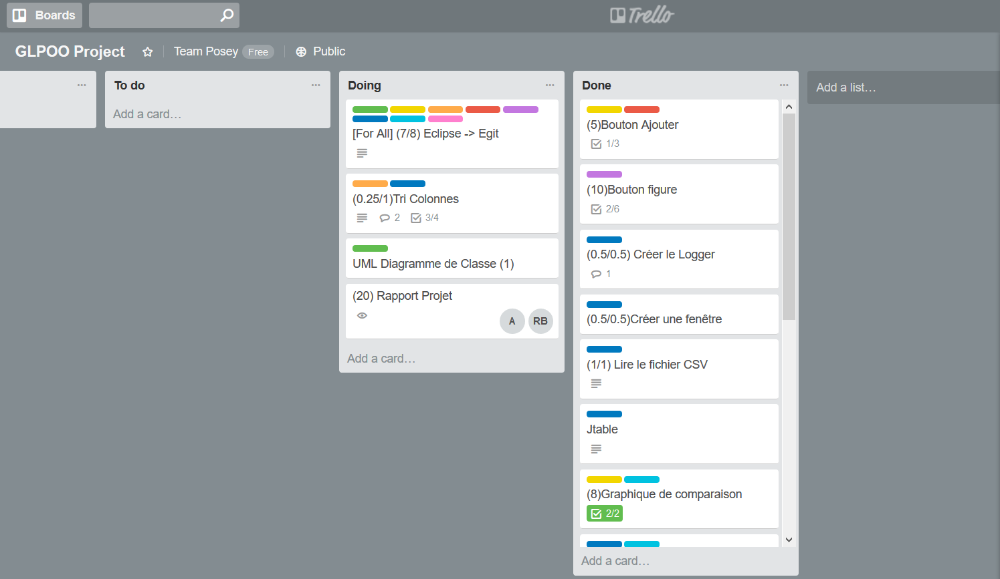 Boards
Trello
GLPOO Project
Team Posey Free
Public
To do
Add a card…
Doing
[For All] (7/8) Eclipse -> Egit
(0.25/1)Tri Colonnes
2
3/4
UML Diagramme de Classe (1)
(20) Rapport Projet
A
RB
Add a card…
Done
(5)Bouton Ajouter
1/3
(10)Bouton figure
2/6
(0.5/0.5) Créer le Logger
1
(0.5/0.5)Créer une fenêtre
(1/1) Lire le fichier CSV
Jtable
(8)Graphique de comparaison
2/2
Add a card…
Add a list…